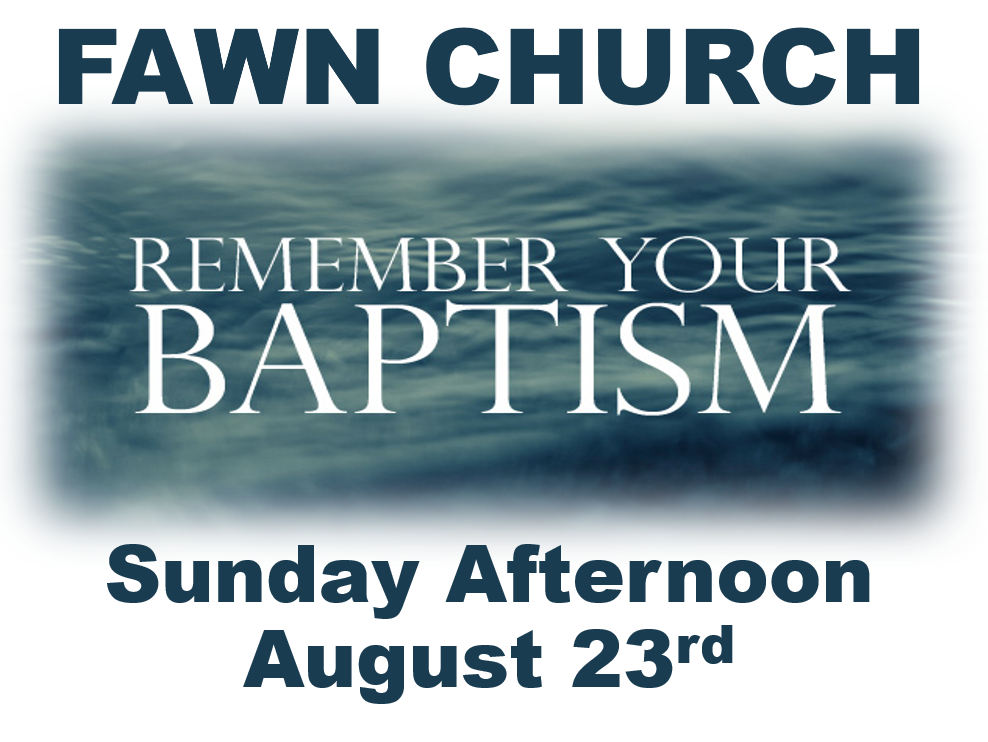 FAWN CHURCH
REMEMBER YOUR
BAPTISM
Sunday Afternoon
August 23rd